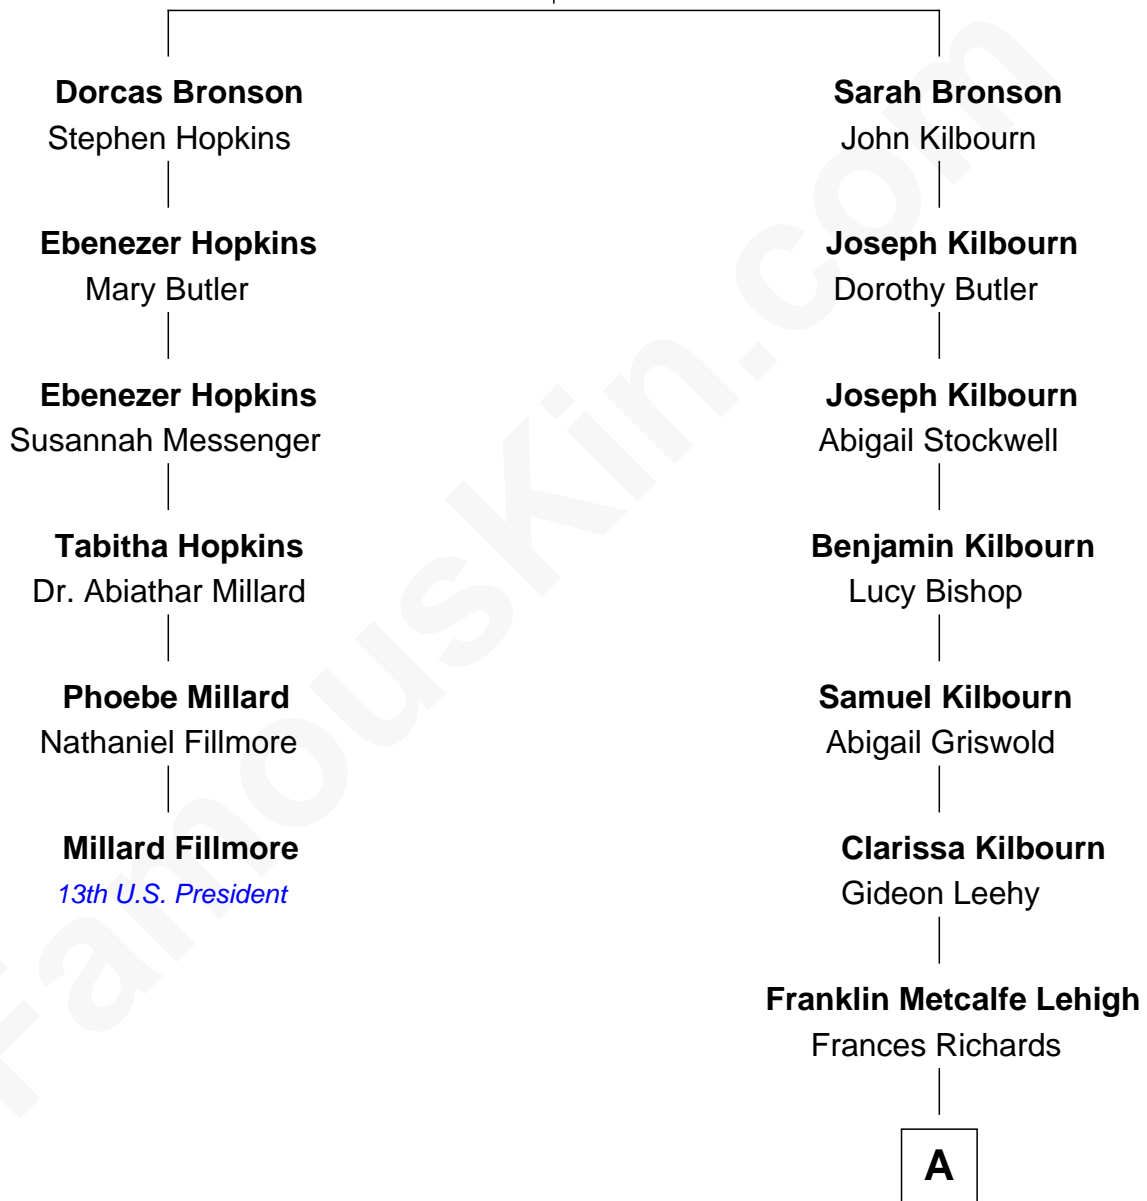 Dorcas Bronson
Stephen Hopkins
Ebenezer Hopkins
Mary Butler
Ebenezer Hopkins
Susannah Messenger
Tabitha Hopkins
Dr. Abiathar Millard
Phoebe Millard
Nathaniel Fillmore
Millard Fillmore
13th U.S. President
Sarah Bronson
John Kilbourn
Joseph Kilbourn
Dorothy Butler
Joseph Kilbourn
Abigail Stockwell
Benjamin Kilbourn
Lucy Bishop
Samuel Kilbourn
Abigail Griswold
Clarissa Kilbourn
Gideon Leehy
Franklin Metcalfe Lehigh
Frances Richards
A
FamousKin.com